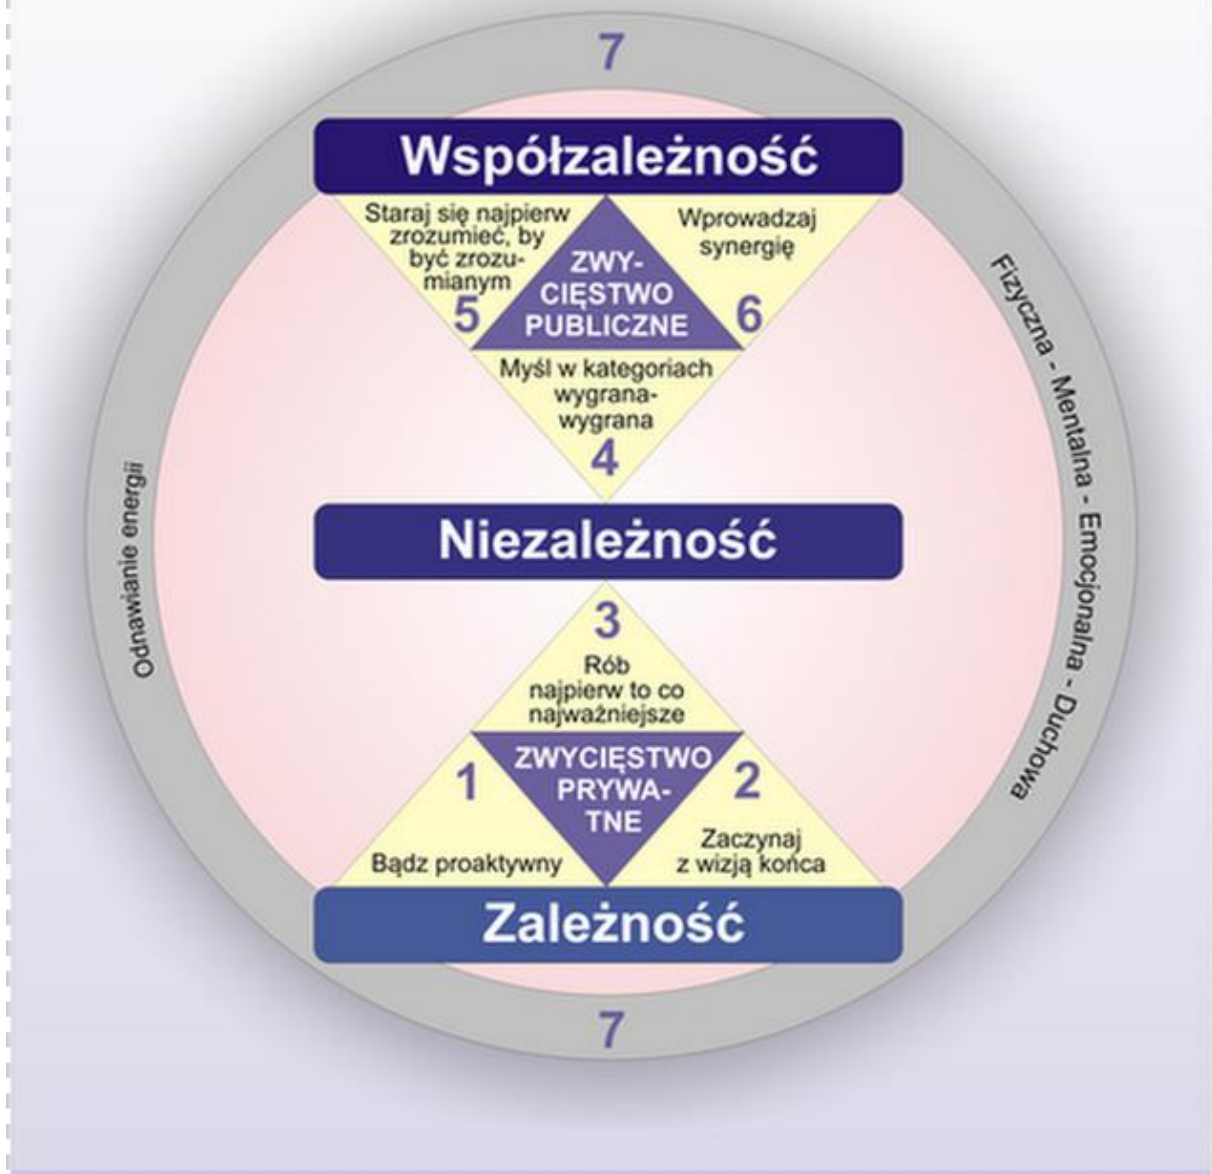 7
Współzależność
Staraj się najpierw
zrozumieć, by
być zrozu-
mianym
5
ZWY-
CIĘSTWO
PUBLICZNE
Wprowadzaj
synergię
6
Myśl w kategoriach
wygrana-
wygrana
4
Odnawianie energii
Fizyczna - Mentalna - Emocjonalna - Duchowa
Niezależność
3
Rób
najpierw to co
najważniejsze
1
Bądz proaktywny
ZWYCIĘSTWO
PRYWA-
TNE
2
Zaczynaj
z wizją końca
Zależność
7